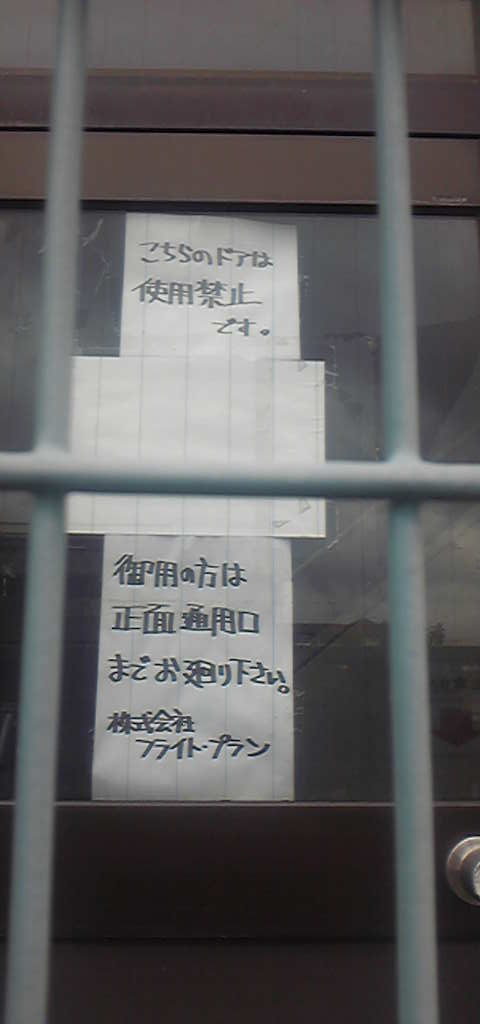 こちらのドアは
使用禁止
です。
御用の方は
正面通用口
までお廻り下さい。
株式会社
フライト・プラン